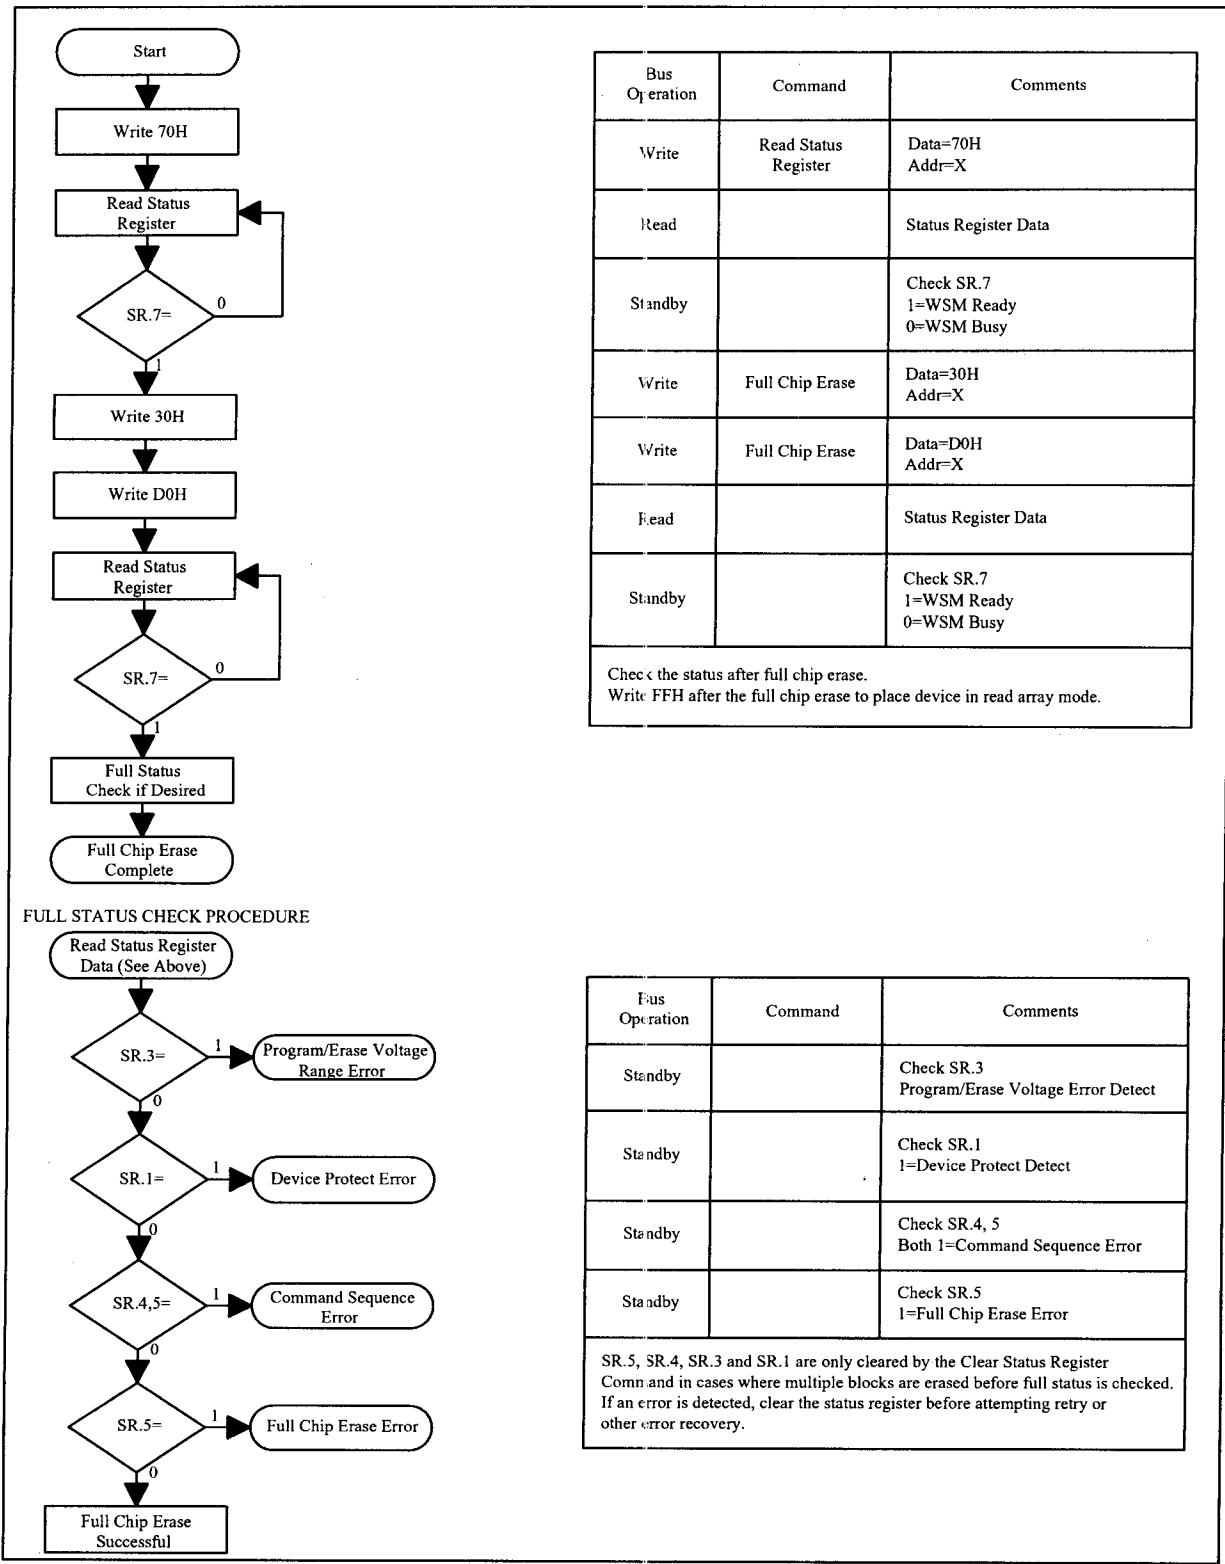 Start
Write 70H
Read Status
Register
SR.7=
0
1
Write 30H
Write D0H
Read Status
Register
SR.7=
0
1
Full Status
Check if Desired
Full Chip Erase
Complete
Bus
Operation
Command
Comments
Write
Read Status
Register
Data=70H
Addr=X
Read
Status Register Data
Standby
Check SR.7
1=WSM Ready
0=WSM Busy
Write
Full Chip Erase
Data=30H
Addr=X
Write
Full Chip Erase
Data=D0H
Addr=X
Read
Status Register Data
Standby
Check SR.7
1=WSM Ready
0=WSM Busy
Check the status after full chip erase.
Write FFH after the full chip erase to place device in read array mode.
FULL STATUS CHECK PROCEDURE
Read Status Register
Data (See Above)
SR.3=
1
Program/Erase Voltage
Range Error
0
SR.1=
1
Device Protect Error
0
SR.4,5=
1
Command Sequence
Error
0
SR.5=
1
Full Chip Erase Error
0
Full Chip Erase
Successful
Bus
Operation
Command
Comments
Standby
Check SR.3
Program/Erase Voltage Error Detect
Standby
Check SR.1
1=Device Protect Detect
Standby
Check SR.4, 5
Both 1=Command Sequence Error
Standby
Check SR.5
1=Full Chip Erase Error
SR.5, SR.4, SR.3 and SR.1 are only cleared by the Clear Status Register
Command in cases where multiple blocks are erased before full status is checked.
If an error is detected, clear the status register before attempting retry or
other error recovery.